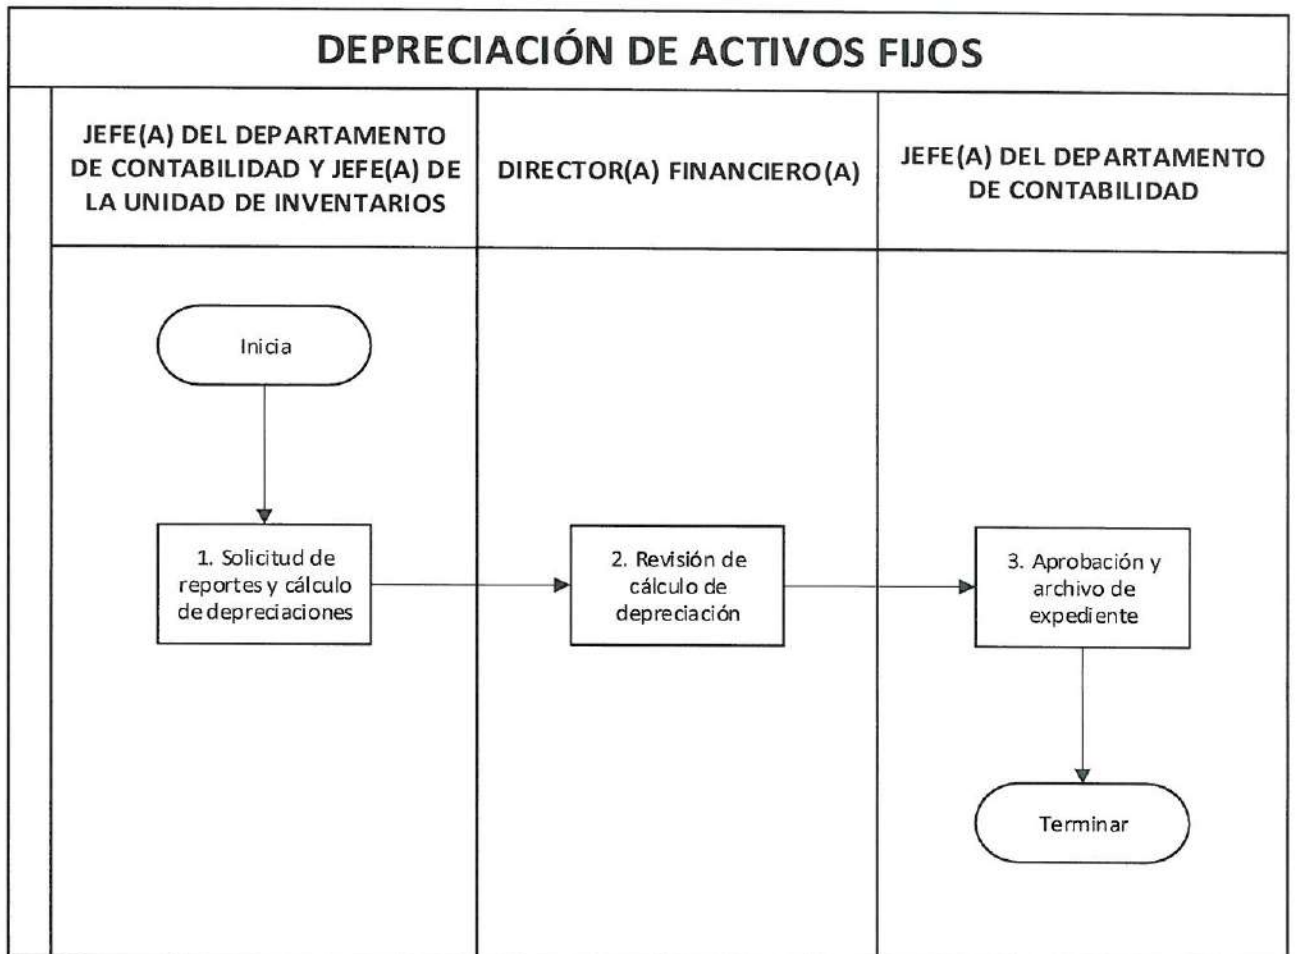 DEPRECIACIÓN DE ACTIVOS FIJOS
JEFE(A) DEL DEPARTAMENTO
DE CONTABILIDAD Y JEFE(A) DE
LA UNIDAD DE INVENTARIOS
DIRECTOR(A) FINANCIERO(A)
JEFE(A) DEL DEPARTAMENTO
DE CONTABILIDAD
Inicia
1. Solicitud de
reportes y cálculo
de depreciaciones
2. Revisión de
cálculo de
depreciación
3. Aprobación y
archivo de
expediente
Terminar